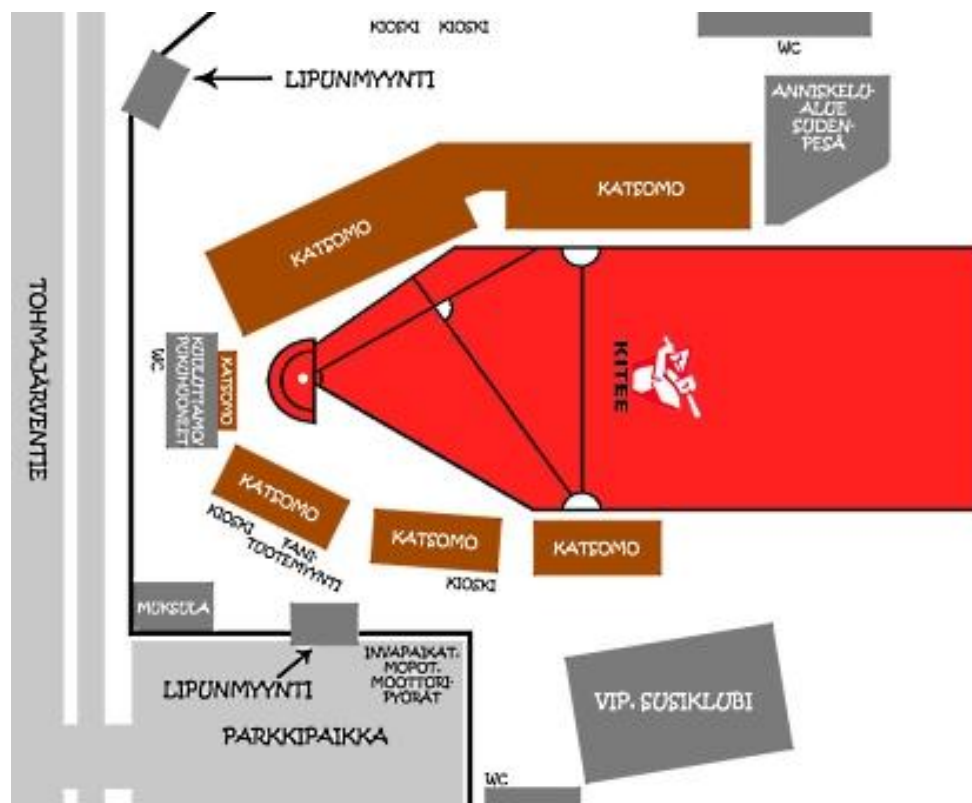 KIOSKI KIOSKI
WC
LIPUNMYYNTI
ANNISKELU-
ALUE
SUDEN-
PESÄ
KATSOMO
KATSOMO
TOHMAJÄRVENTIE
WC
KUULUTTAMO/
PUKUHUONEET
KATSOMO
KITEE
KATSOMO
KIOSKI
FANI-
TUOTEMYYNTI
KATSOMO
KIOSKI
KATSOMO
MUKSULA
LIPUNMYYNTI
INVAPAIKAT.
MOPOT.
MOOTTORI-
PYÖRÄT
PARKKIPAIKKA
VIP. SUSIKLUBI
WC